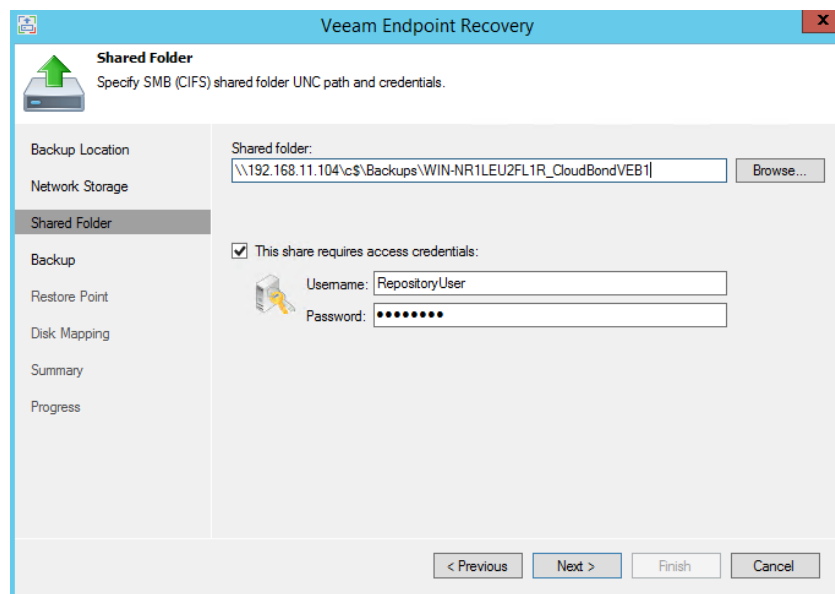 Veeam Endpoint Recovery
x
Shared Folder
Specify SMB (CIFS) shared folder UNC path and credentials.
Backup Location
Network Storage
Shared Folder
Backup
Restore Point
Disk Mapping
Summary
Progress
Shared folder:
\\192.168.11.104\c$\Backups\WIN-NR1LEU2FL1R_CloudBondVEB1
Browse...
This share requires access credentials:
Username: RepositoryUser
Password: ●●●●●●●●
< Previous Next > Finish Cancel